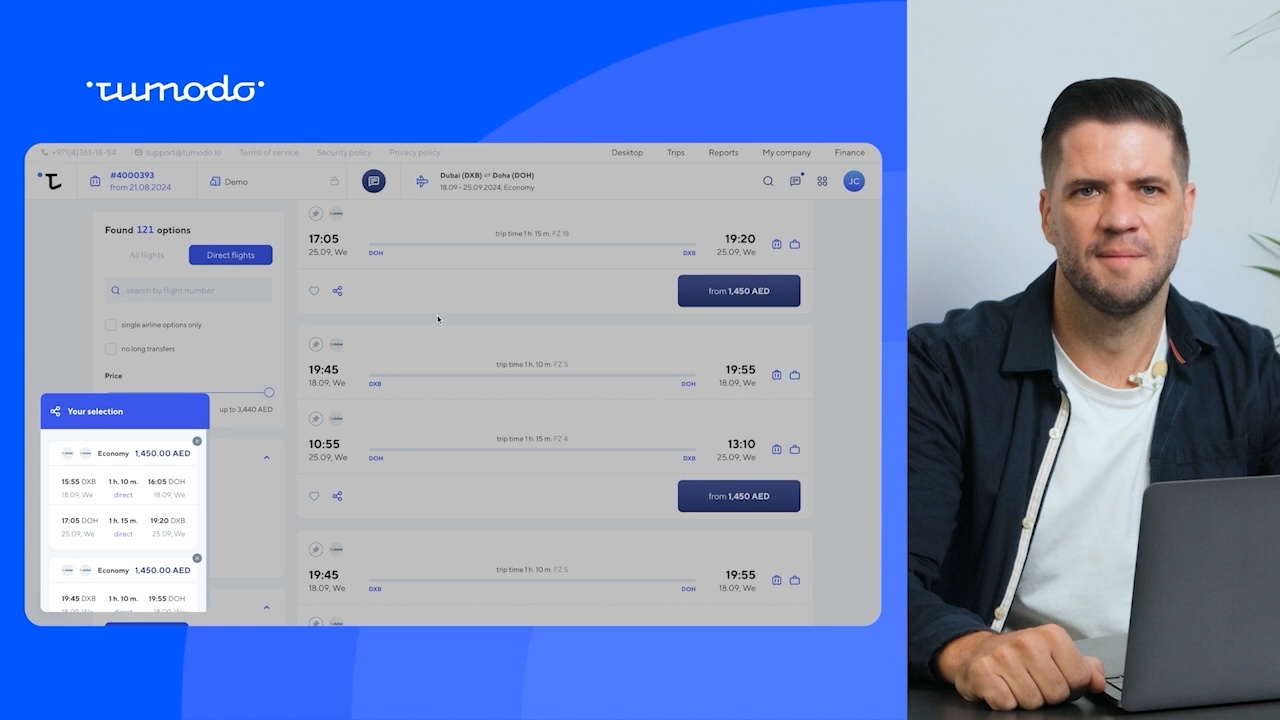 tumodo
+971(4)361-18-54 support@tumodo.io Terms of service Security policy Privacy policy Desktop Trips Reports My company Finance
#4000393
from 21.08.2024
Demo
Dubai (DXB) ⇄ Doha (DOH)
18.09 - 25.09.2024, Economy
JC
Found 121 options
All flights Direct flights
search by flight number
single airline options only
no long transfers
Price
up to 3,440 AED
Your selection
Economy 1,450.00 AED
15:55 DXB 1 h. 10 m. 16:05 DOH
18.09, We direct 18.09, We
17:05 DOH 1 h. 15 m. 19:20 DXB
25.09, We direct 25.09, We
Economy 1,450.00 AED
19:45 DXB 1 h. 10 m. 19:55 DOH
18.09, We direct 18.09, We
trip time 1 h. 15 m. FZ 18
17:05 19:20
25.09, We DOH DXB 25.09, We
from 1,450 AED
trip time 1 h. 10 m. FZ 5
19:45 19:55
18.09, We DXB DOH 18.09, We
trip time 1 h. 15 m. FZ 4
10:55 13:10
25.09, We DOH DXB 25.09, We
from 1,450 AED
trip time 1 h. 10 m. FZ 5
19:45 19:55
18.09, We DXB DOH 18.09, We